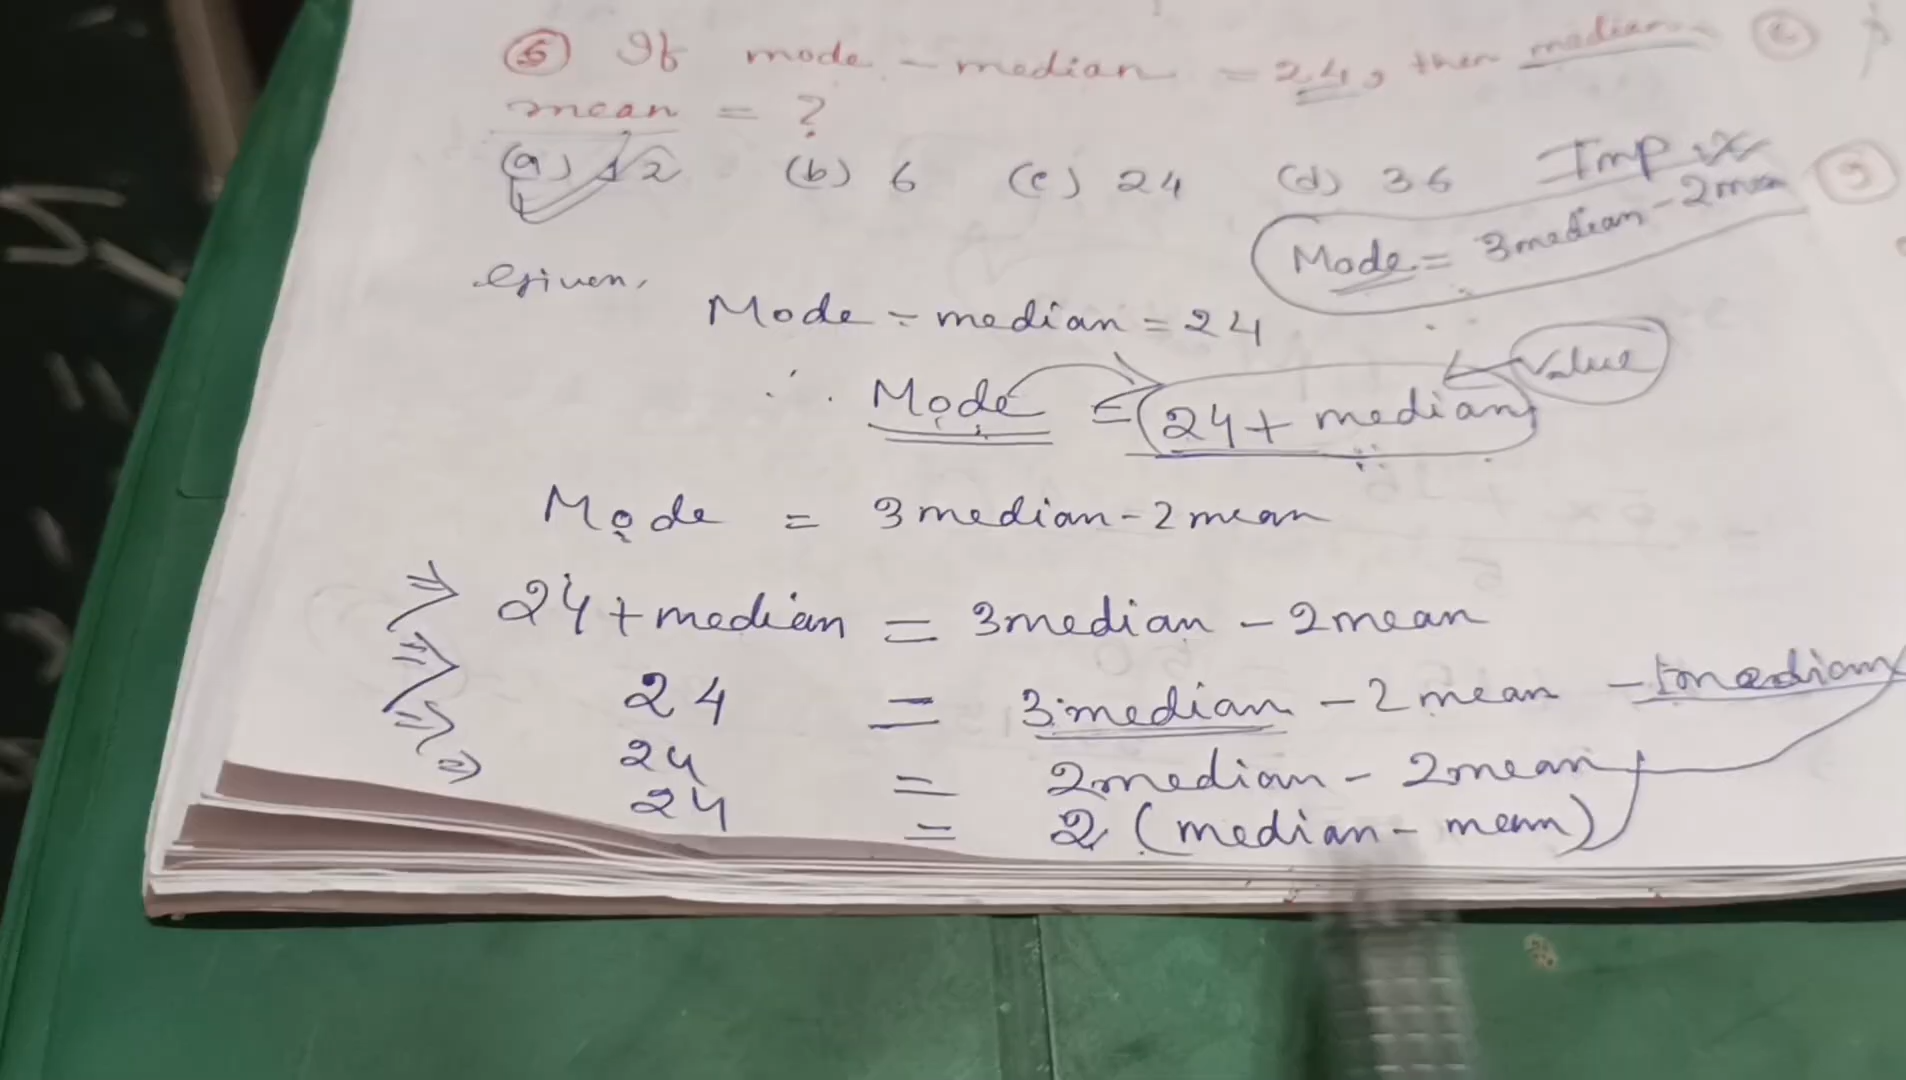 (5) If mode - median = 24, then median -
mean = ?
(a) 12 (b) 6 (c) 24 (d) 36
Imp
Mode = 3median - 2mean
Given,
Mode - median = 24
∴ Mode = 24 + median
Value
Mode = 3median - 2mean
⇒ 24 + median = 3median - 2mean
⇒ 24 = 3median - 2mean - 1median
⇒ 24 = 2median - 2mean
⇒ 24 = 2 (median - mean)